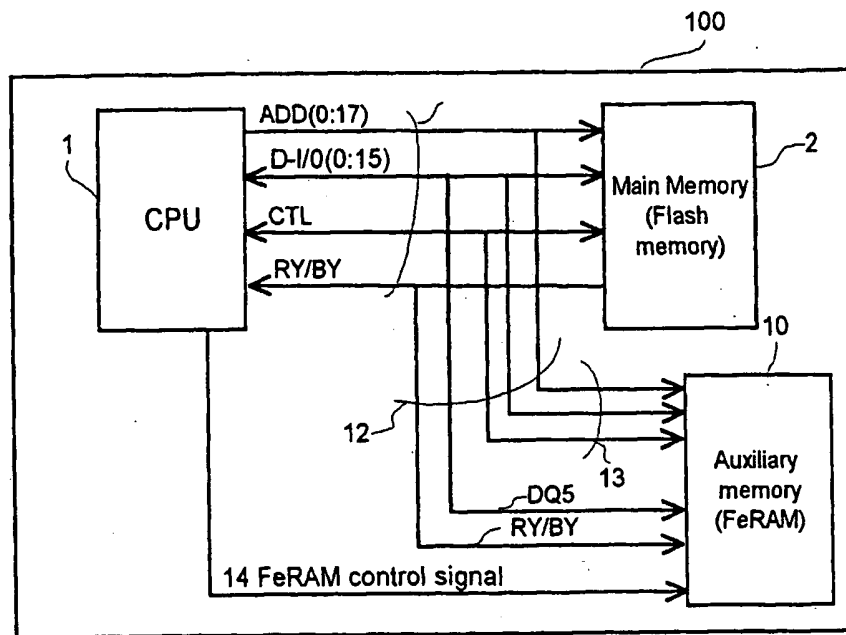 100
ADD(0:17)
1
D-I/0(0:15)
2
CPU
Main Memory
(Flash
memory)
CTL
RY/BY
10
12
13
Auxiliary
memory
(FeRAM)
DQ5
RY/BY
14 FeRAM control signal